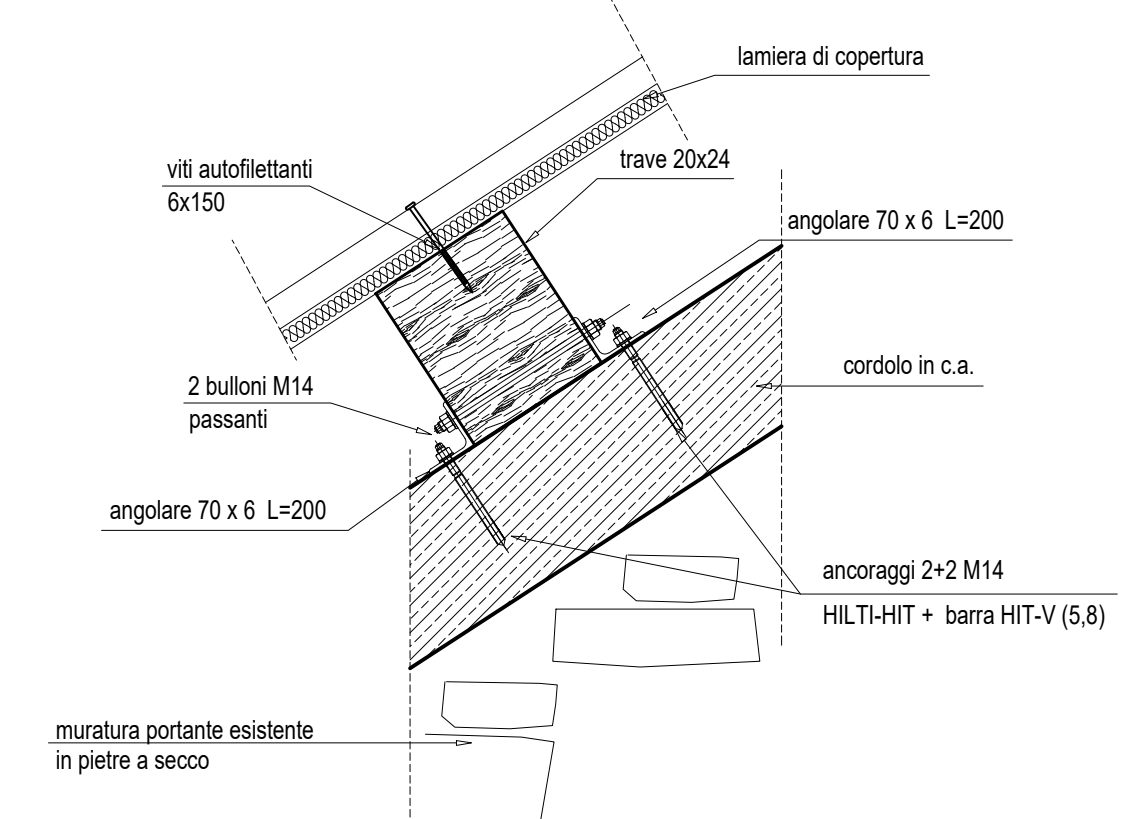 lamiera di copertura
trave 20x24
viti autofilettanti
6x150
angolare 70 x 6 L=200
cordolo in c.a.
2 bulloni M14
passanti
angolare 70 x 6 L=200
ancoraggi 2+2 M14
HILTI-HIT + barra HIT-V (5,8)
muratura portante esistente
in pietre a secco